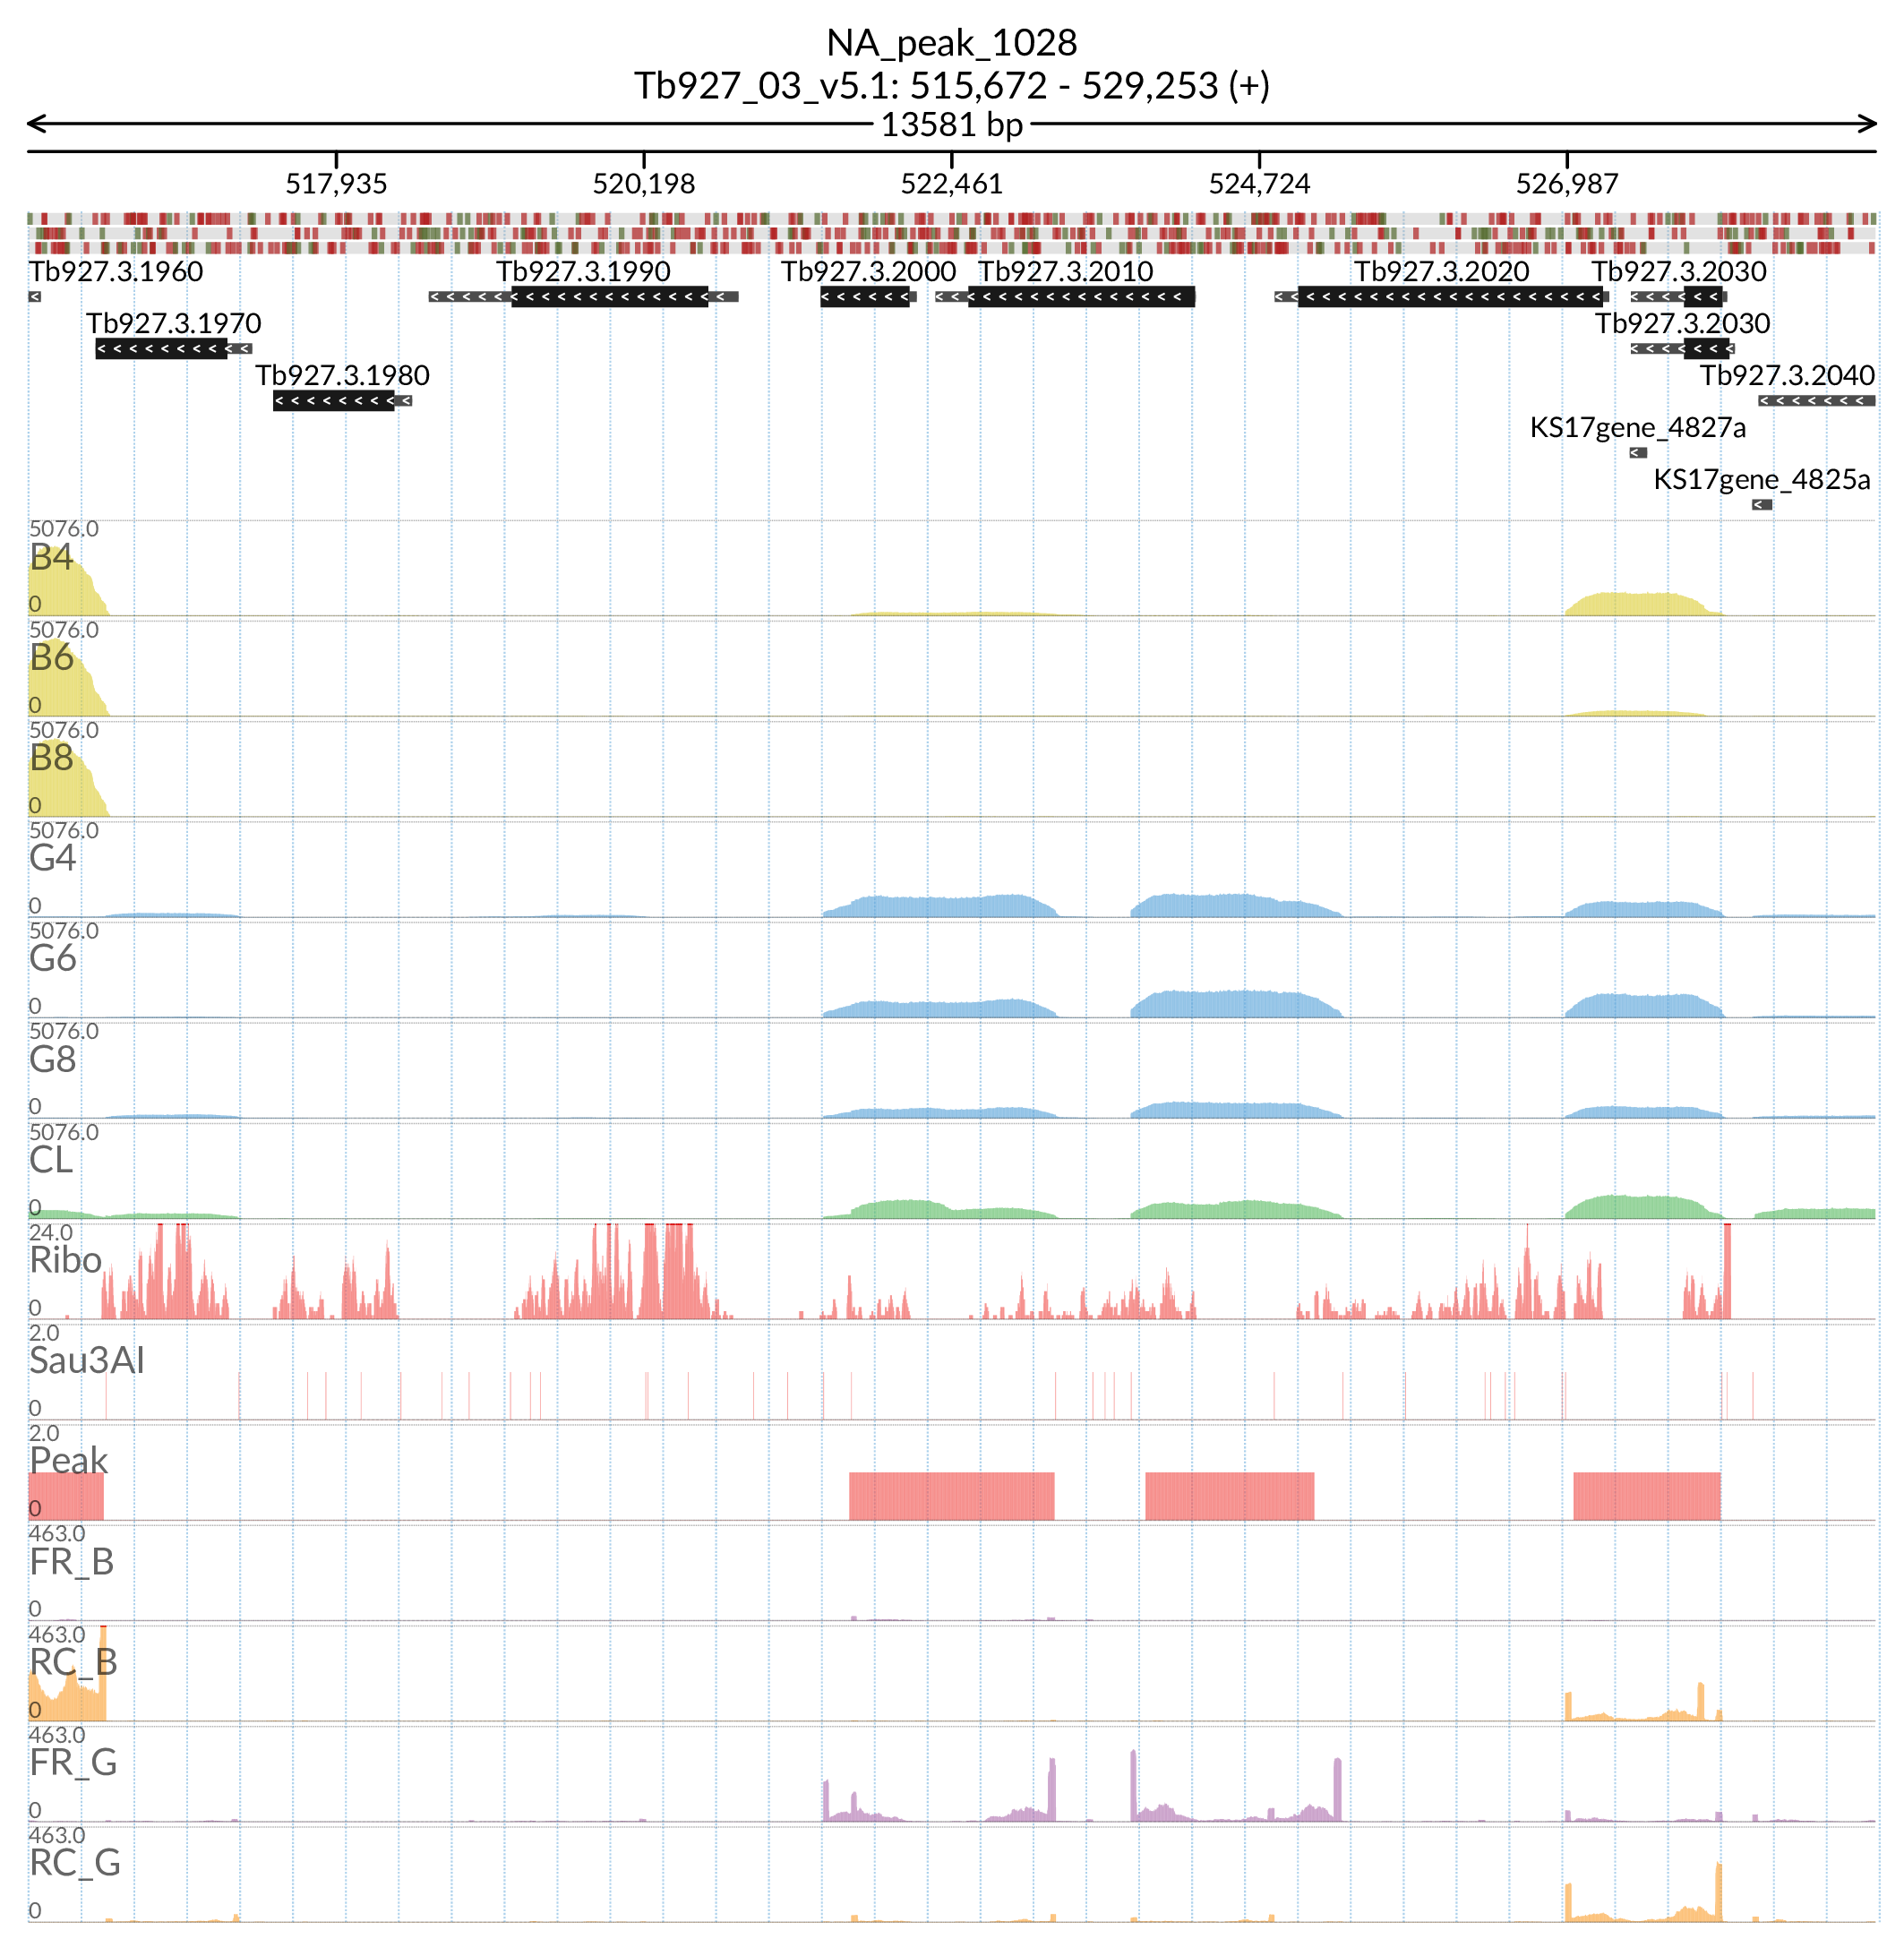 NA_peak_1028
Tb927_03_v5.1: 515,672 - 529,253 (+)
13581 bp
517,935 520,198 522,461 524,724 526,987
Tb927.3.1960 Tb927.3.1990 Tb927.3.2000 Tb927.3.2010 Tb927.3.2020 Tb927.3.2030
Tb927.3.1970 Tb927.3.2030
Tb927.3.1980 Tb927.3.2040
KS17gene_4827a
KS17gene_4825a
5076.0
B4
0
5076.0
B6
0
5076.0
B8
0
5076.0
G4
0
5076.0
G6
0
5076.0
G8
0
5076.0
CL
0
24.0
Ribo
0
2.0
Sau3AI
0
2.0
Peak
0
463.0
FR_B
0
463.0
RC_B
0
463.0
FR_G
0
463.0
RC_G
0